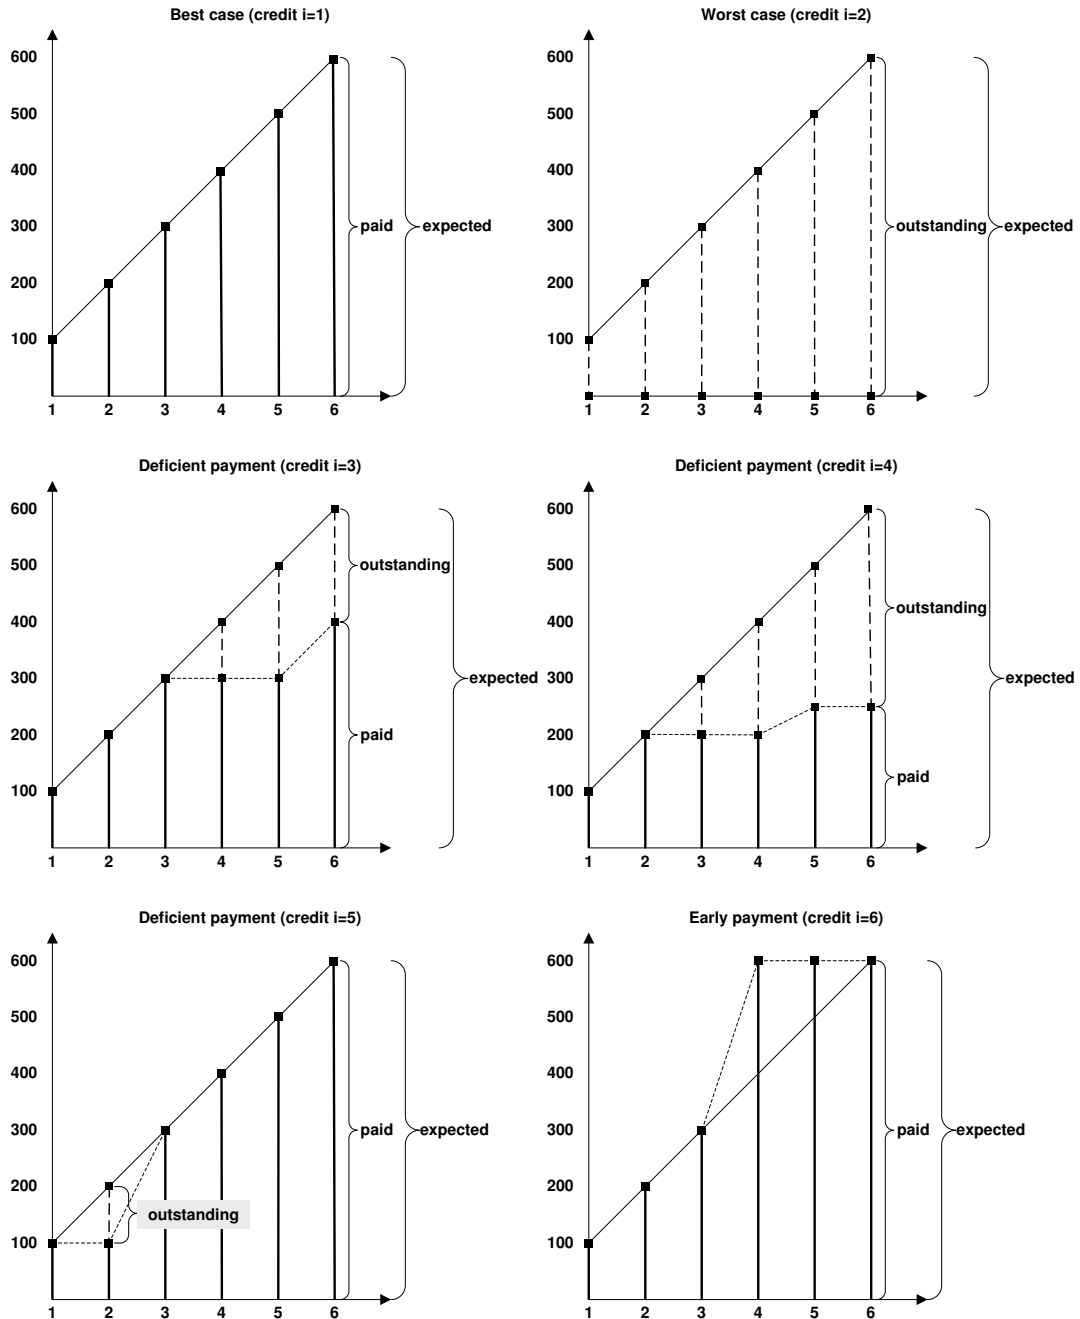 Best case (credit i=1)
600
500
400
300
200
100
1 2 3 4 5 6
paid
expected
Worst case (credit i=2)
600
500
400
300
200
100
1 2 3 4 5 6
outstanding
expected
Deficient payment (credit i=3)
600
500
400
300
200
100
1 2 3 4 5 6
outstanding
paid
expected
Deficient payment (credit i=4)
600
500
400
300
200
100
1 2 3 4 5 6
outstanding
paid
expected
Deficient payment (credit i=5)
600
500
400
300
200
100
1 2 3 4 5 6
outstanding
paid
expected
Early payment (credit i=6)
600
500
400
300
200
100
1 2 3 4 5 6
paid
expected